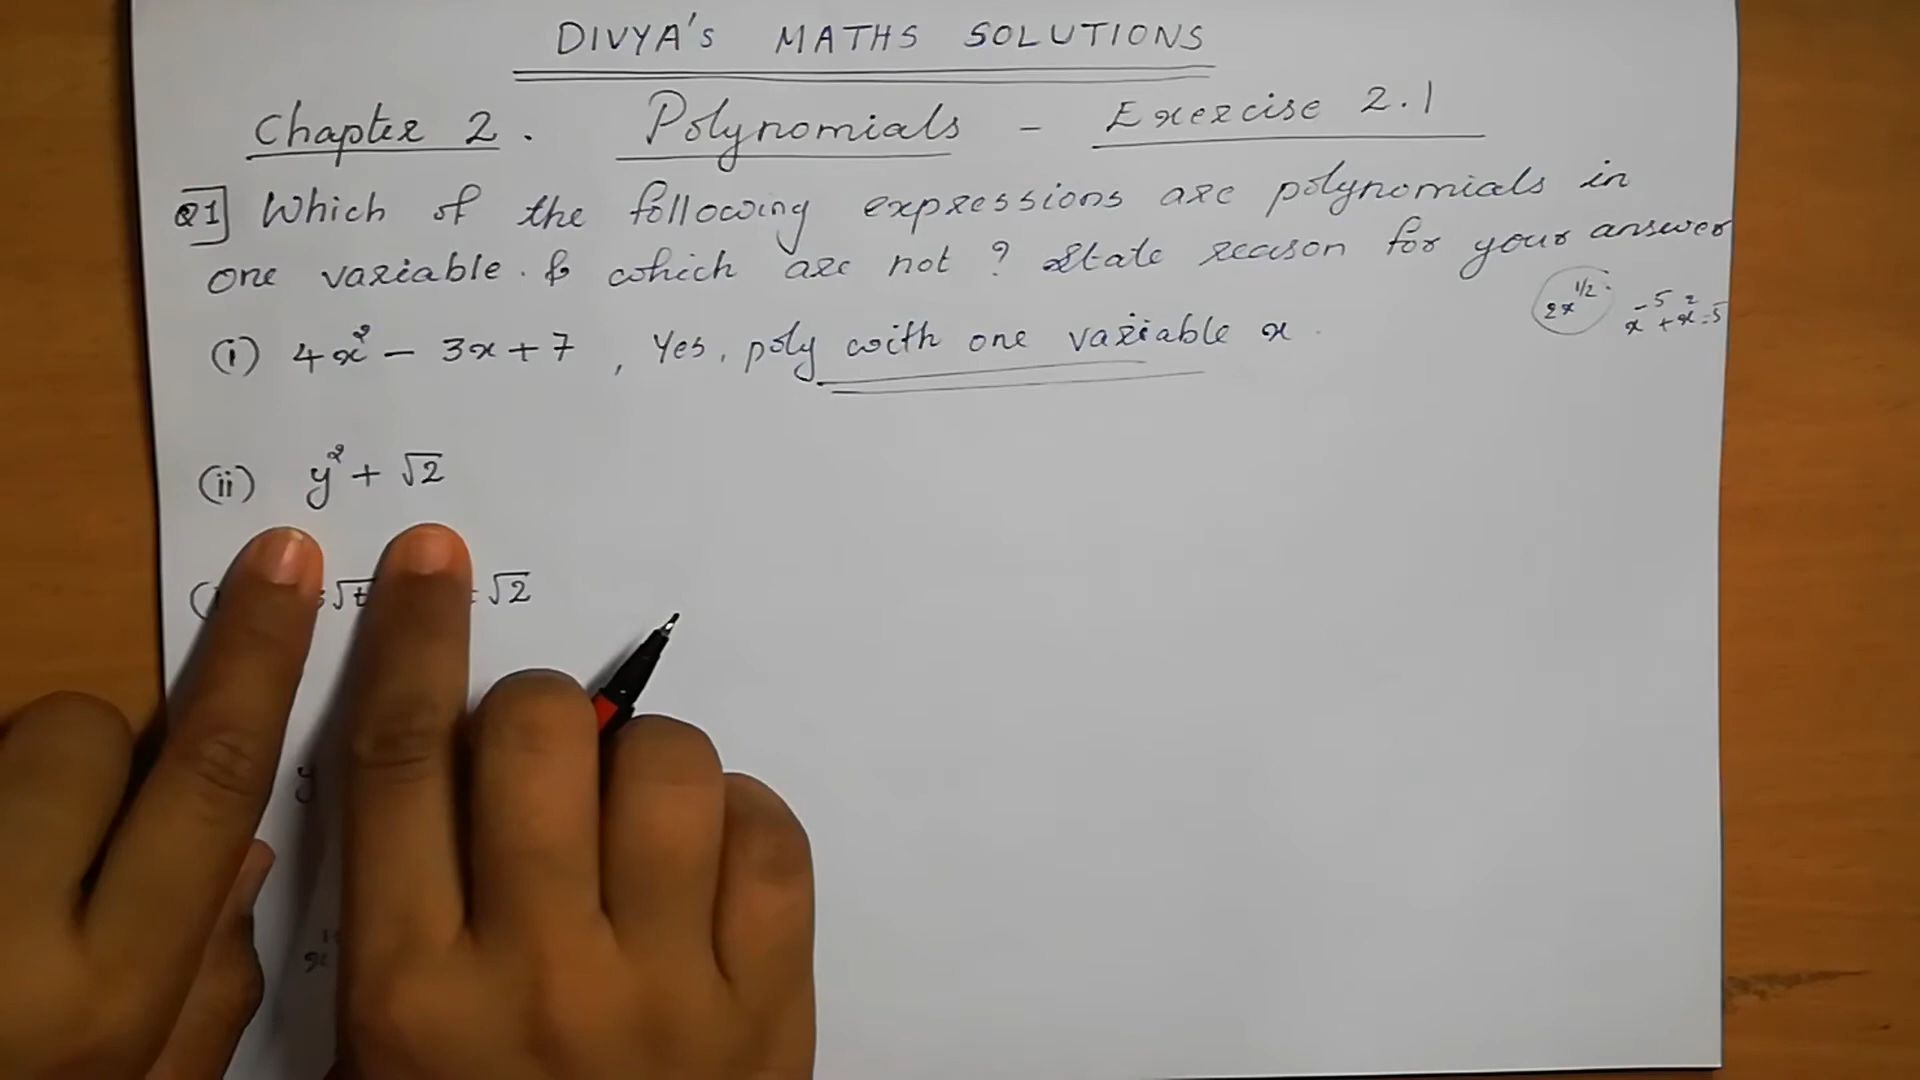 DIVYA's MATHS SOLUTIONS
Chapter 2. Polynomials - Exercise 2.1
Q1] Which of the following expressions are polynomials in
one variable. & which are not ? State reason for your answer
2x^1/2
x^-5 + x^2 - 5
(i) 4x² - 3x + 7 , Yes, poly with one variable x
(ii) y² + √2
√t √2
y
x